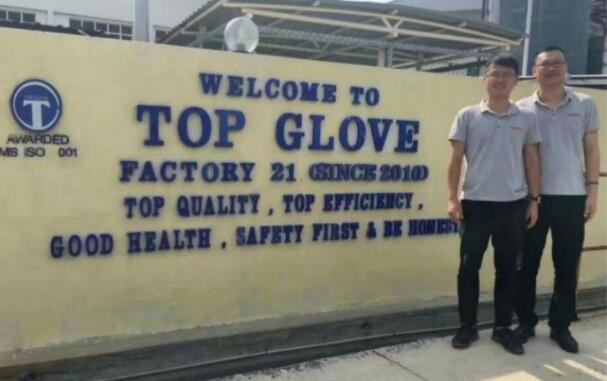 WELCOME TO
TOP GLOVE
FACTORY 21 (SINCE 2010)
TOP QUALITY , TOP EFFICIENCY ,
GOOD HEALTH , SAFETY FIRST & BE HONEST
T
AWARDED
MS ISO 001